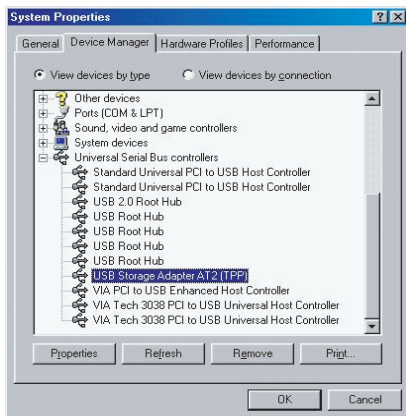 System Properties
General Device Manager Hardware Profiles Performance
View devices by type View devices by connection
Other devices
Ports (COM & LPT)
Sound, video and game controllers
System devices
Universal Serial Bus controllers
Standard Universal PCI to USB Host Controller
Standard Universal PCI to USB Host Controller
USB 2.0 Root Hub
USB Root Hub
USB Root Hub
USB Root Hub
USB Root Hub
USB Storage Adapter AT2 (TPP)
VIA PCI to USB Enhanced Host Controller
VIA Tech 3038 PCI to USB Universal Host Controller
VIA Tech 3038 PCI to USB Universal Host Controller
Properties Refresh Remove Print...
OK Cancel